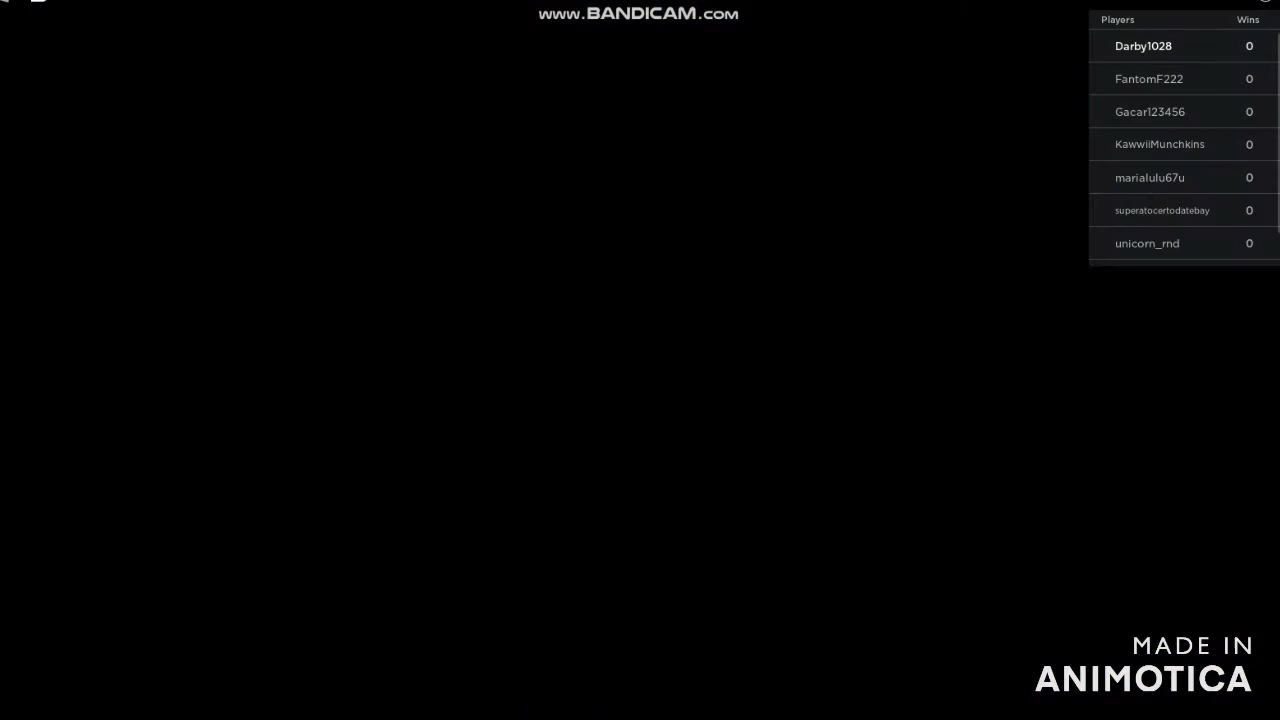 www.BANDICAM.com
Players Wins
Darby1028 0
FantomF222 0
Gacar123456 0
KawwiiMunchkins 0
marialulu67u 0
superatocertodatebay 0
unicorn_rnd 0
MADE IN
ANIMOTICA